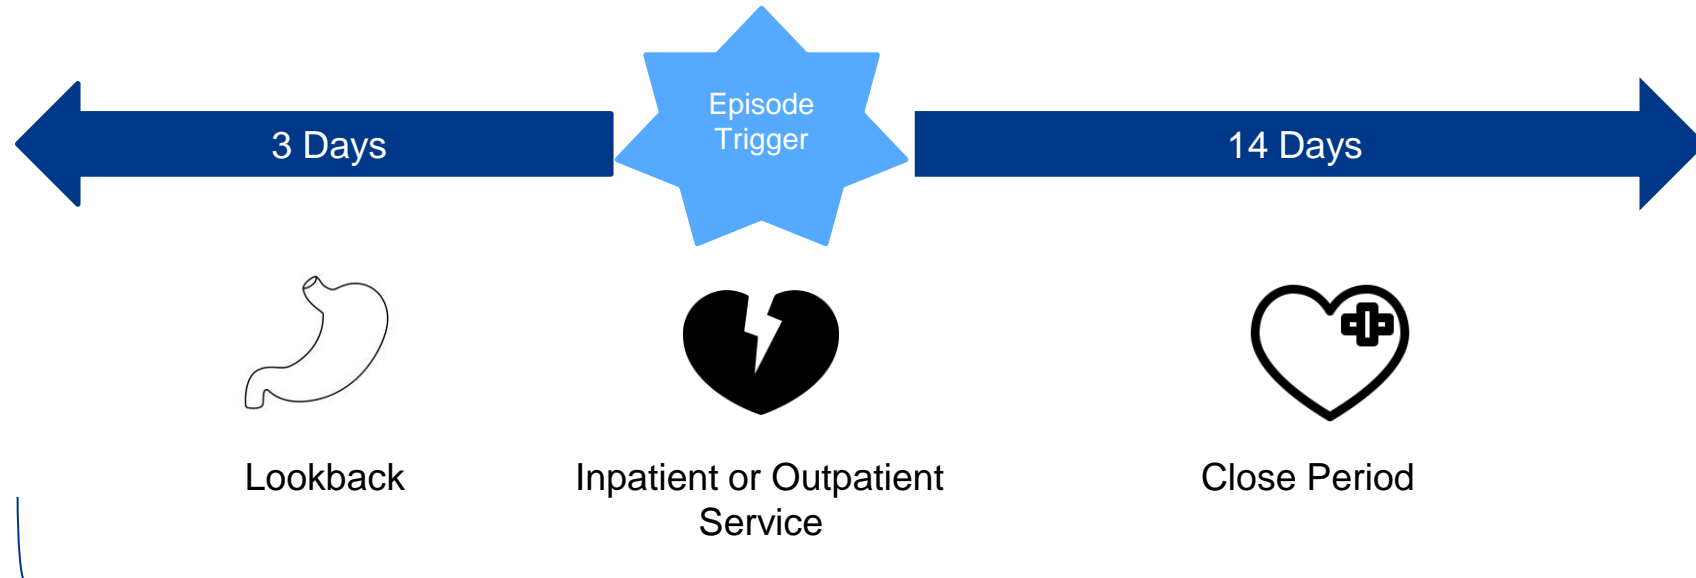 Episode
Trigger
3 Days
14 Days
Lookback
Inpatient or Outpatient
Service
Close Period